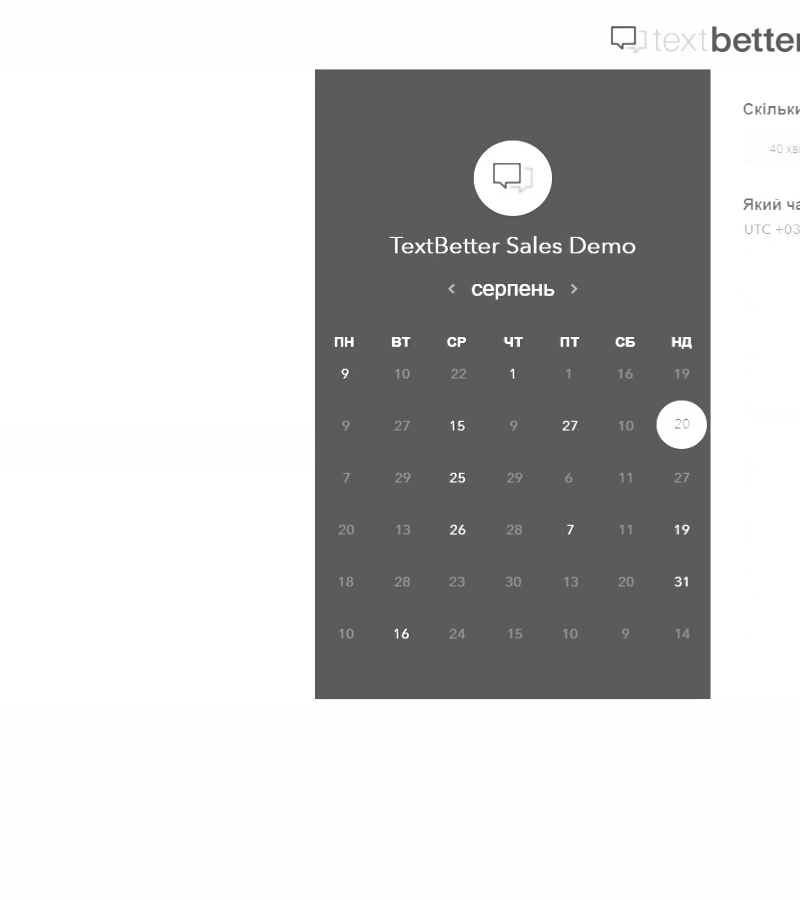 textbetter
TextBetter Sales Demo
серпень
ПН ВТ СР ЧТ ПТ СБ НД
9 10 22 1 1 16 19
9 27 15 9 27 10 20
7 29 25 29 6 11 27
20 13 26 28 7 11 19
18 28 23 30 13 20 31
10 16 24 15 10 9 14
Скільки
40 хв
Який ча
UTC +03